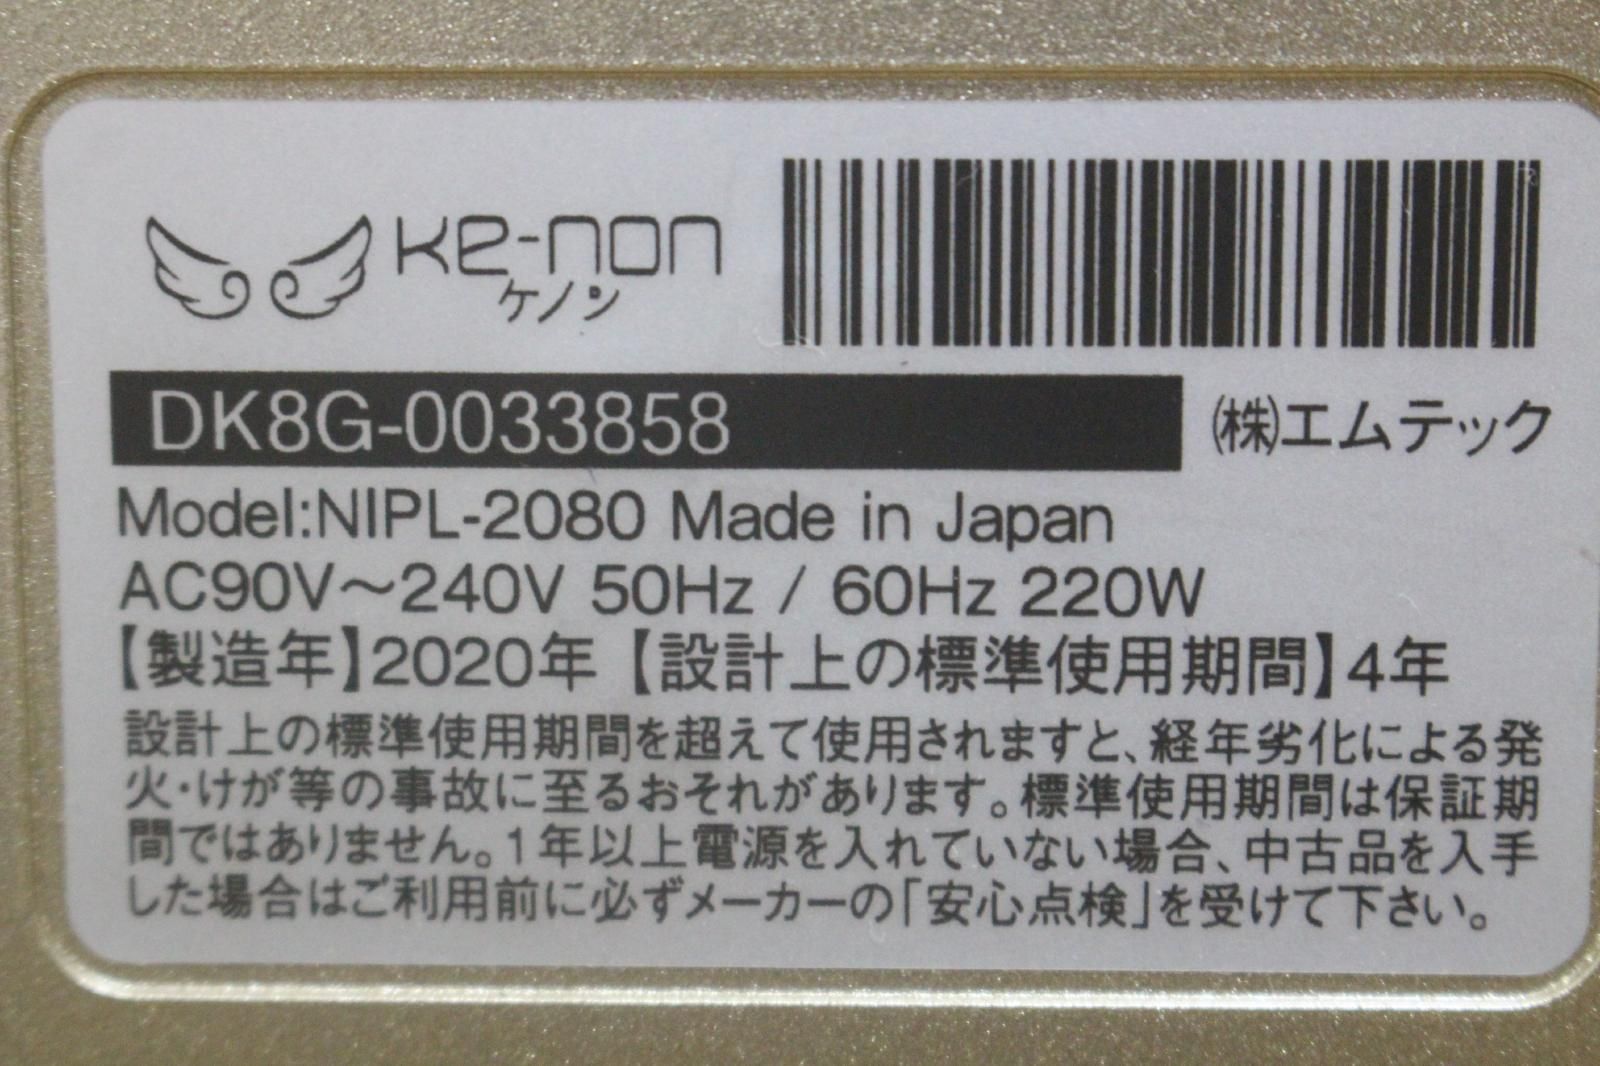 Ke-non
ケノン
DK8G-0033858
㈱エムテック
Model:NIPL-2080 Made in Japan
AC90V～240V 50Hz / 60Hz 220W
【製造年】2020年【設計上の標準使用期間】4年
設計上の標準使用期間を超えて使用されますと、経年劣化による発
火・けが等の事故に至るおそれがあります。標準使用期間は保証期
間ではありません。1年以上電源を入れていない場合、中古品を入手
した場合はご利用前に必ずメーカーの「安心点検」を受けて下さい。